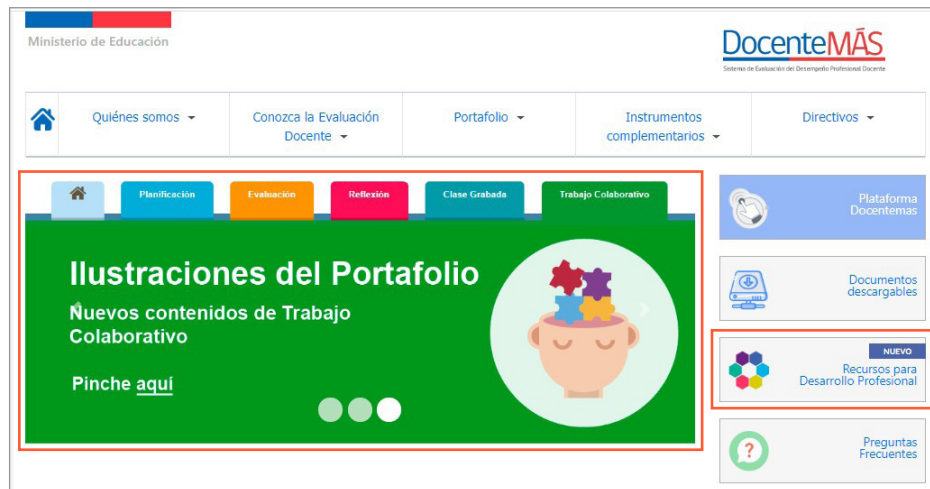 Ministerio de Educación
DocenteMÁS
Sistema de Evaluación del Desempeño Profesional Docente
Quiénes somos
Conozca la Evaluación
Docente
Portafolio
Instrumentos
complementarios
Directivos
Planificación
Evaluación
Reflexión
Clase Grabada
Trabajo Colaborativo
Ilustraciones del Portafolio
Nuevos contenidos de Trabajo
Colaborativo
Pinche aquí
Plataforma
Docentemas
Documentos
descargables
NUEVO
Recursos para
Desarrollo Profesional
?
Preguntas
Frecuentes